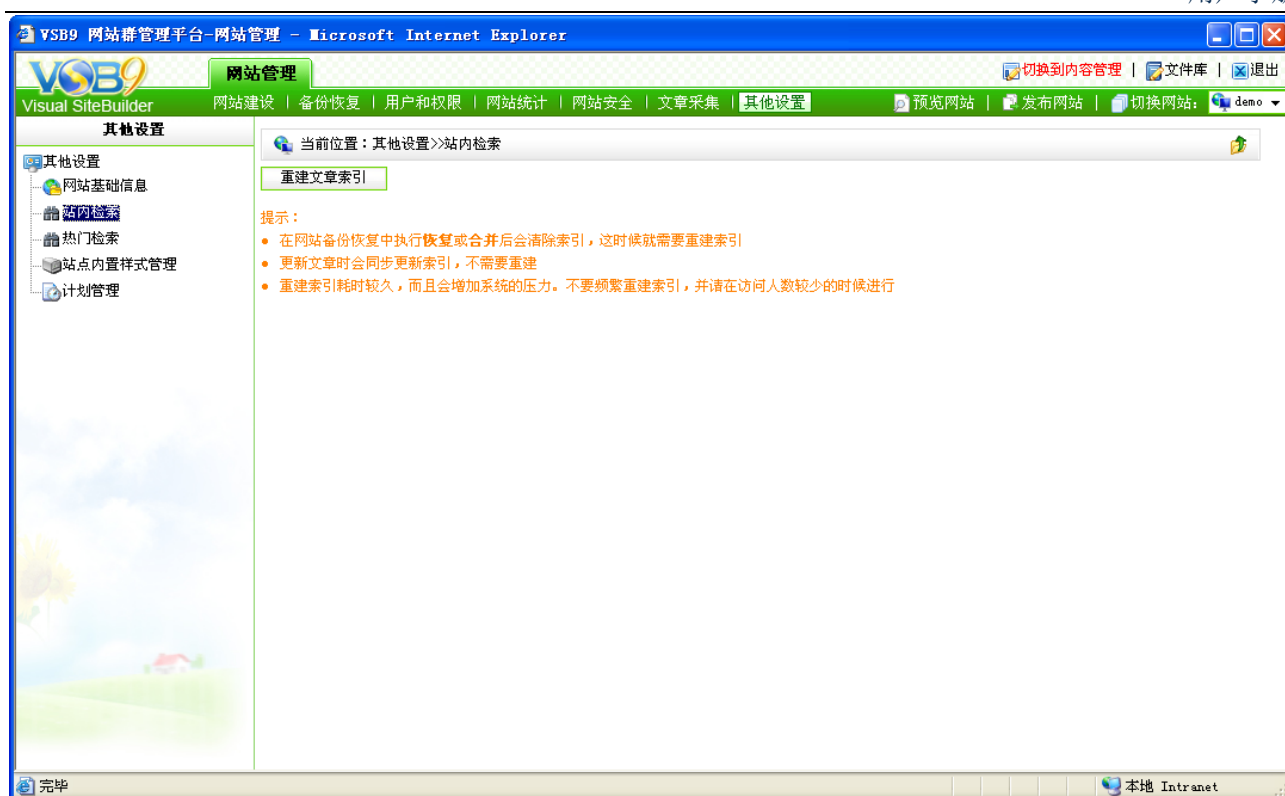 VSB9 网站群管理平台-网站管理 - Microsoft Internet Explorer
VSB9
Visual SiteBuilder
网站管理
切换到内容管理 | 文件库 | 退出
网站建设 | 备份恢复 | 用户和权限 | 网站统计 | 网站安全 | 文章采集 | 其他设置
预览网站 | 发布网站 | 切换网站: demo
其他设置
其他设置
网站基础信息
站内检索
热门检索
站点内置样式管理
计划管理
当前位置:其他设置>>站内检索
重建文章索引
提示:
• 在网站备份恢复中执行恢复或合并后会清除索引,这时候就需要重建索引
• 更新文章时会同步更新索引,不需要重建
• 重建索引耗时较久,而且会增加系统的压力。不要频繁重建索引,并请在访问人数较少的时候进行
完毕
本地 Intranet